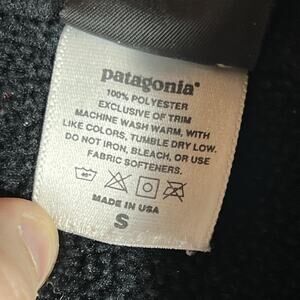 patagonia®
100% POLYESTER
EXCLUSIVE OF TRIM
MACHINE WASH WARM, WITH
LIKE COLORS, TUMBLE DRY LOW.
DO NOT IRON, BLEACH, OR USE
FABRIC SOFTENERS.
MADE IN USA
S